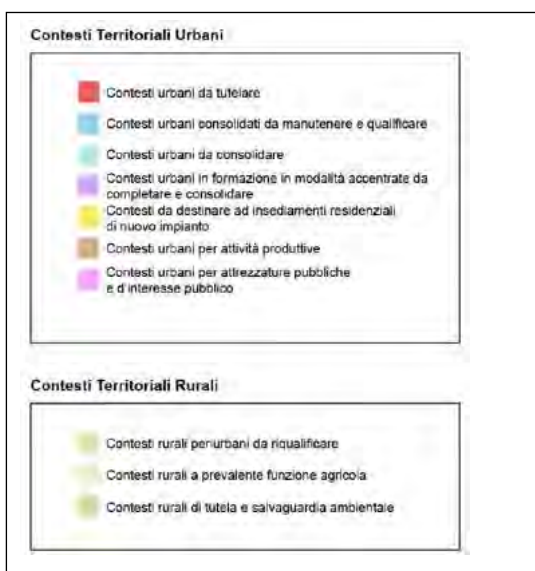 Contesti Territoriali Urbani
Contesti urbani da tutelare
Contesti urbani consolidati da manutenere e qualificare
Contesti urbani da consolidare
Contesti urbani in formazione in modalità accentrate da
completare e consolidare
Contesti da destinare ad insediamenti residenziali
di nuovo impianto
Contesti urbani per attività produttive
Contesti urbani per attrezzature pubbliche
e d'interesse pubblico
Contesti Territoriali Rurali
Contesti rurali periurbani da riqualificare
Contesti rurali a prevalente funzione agricola
Contesti rurali di tutela e salvaguardia ambientale